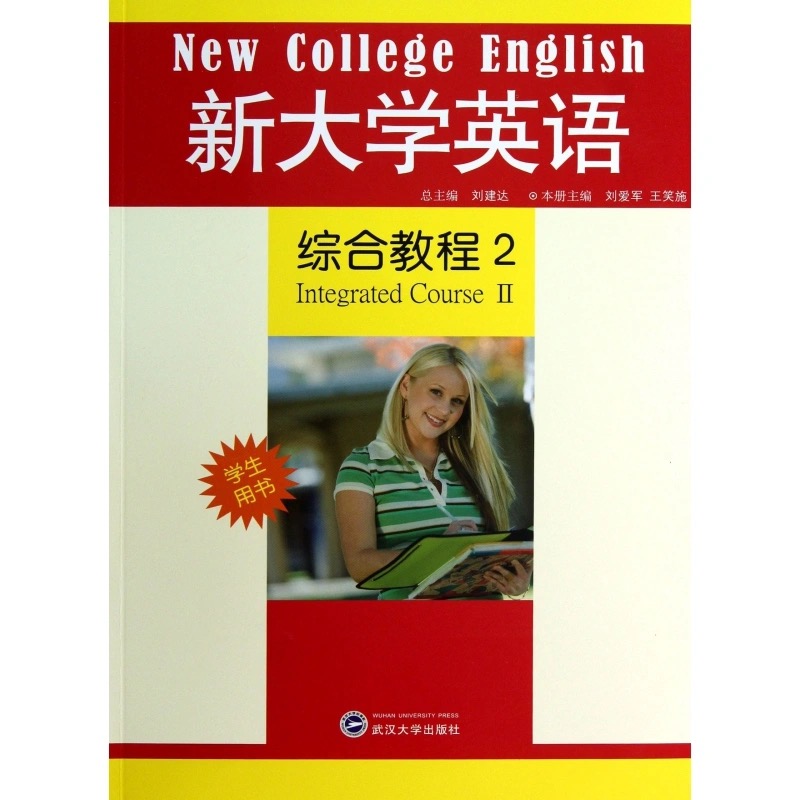 New College English
新大学英语
总主编 刘建达 ⊙本册主编 刘爱军 王笑施
综合教程 2
Integrated Course Ⅱ
学生
用书
WUHAN UNIVERSITY PRESS
武汉大学出版社